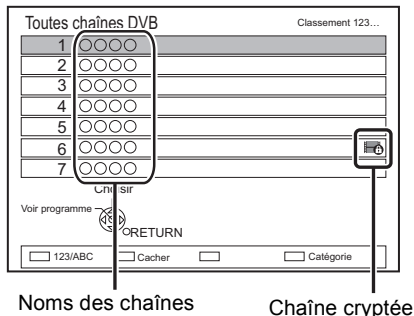 Toutes chaînes DVB
Classement 123...
1 ○○○○
2 ○○○○
3 ○○○○
4 ○○○○
5 ○○○○
6 ○○○○
7 ○○○○
Choisir
Voir programme
RETURN
123/ABC Cacher Catégorie
Noms des chaînes
Chaîne cryptée